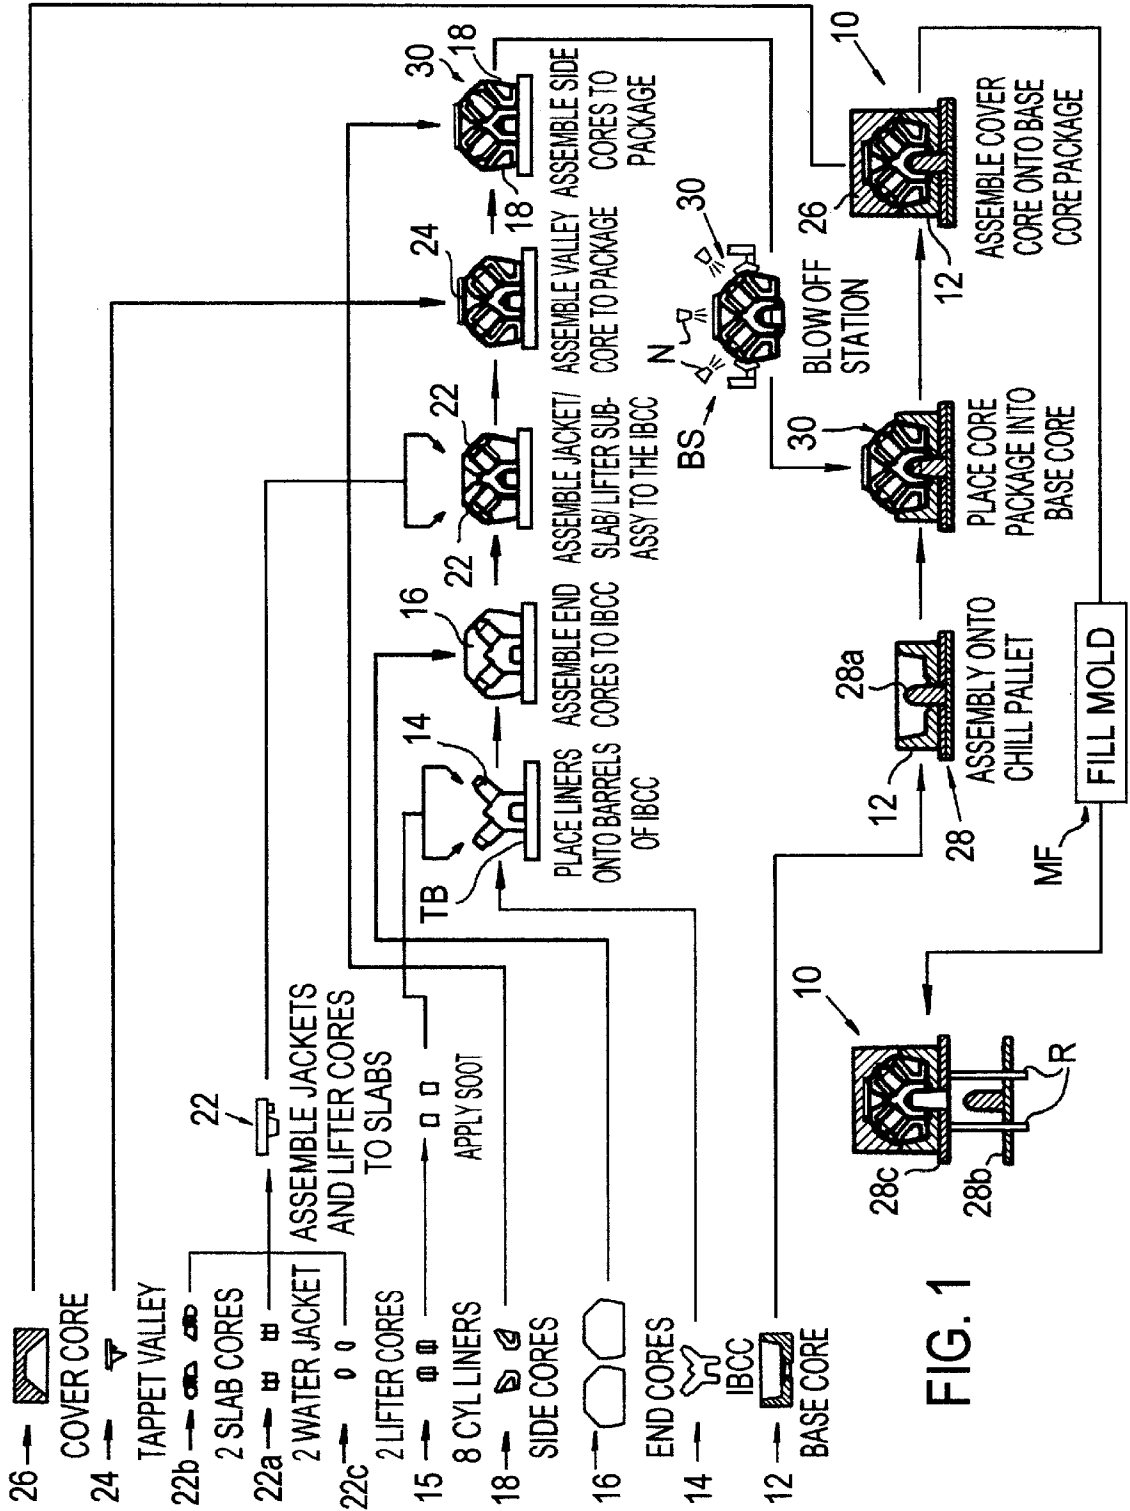 26
COVER CORE
24
TAPPET VALLEY
22b
2 SLAB CORES
22a
2 WATER JACKET
22c
2 LIFTER CORES
15
8 CYL LINERS
18
SIDE CORES
16
END CORES
14
IBCC
12
BASE CORE
22
ASSEMBLE JACKETS
AND LIFTER CORES
TO SLABS
APPLY SOOT
TB
14
PLACE LINERS
ONTO BARRELS
OF IBCC
16
ASSEMBLE END
CORES TO IBCC
22
22
ASSEMBLE JACKET/
SLAB/LIFTER SUB-
ASSY TO THE IBCC
24
ASSEMBLE VALLEY
CORE TO PACKAGE
30
18
18
ASSEMBLE SIDE
CORES TO
PACKAGE
BS
N
30
BLOW OFF
STATION
12
28
28a
ASSEMBLY ONTO
CHILL PALLET
30
PLACE CORE
PACKAGE INTO
BASE CORE
10
26
12
ASSEMBLE COVER
CORE ONTO BASE
CORE PACKAGE
MF
FILL MOLD
10
28c
28b
R
FIG. 1